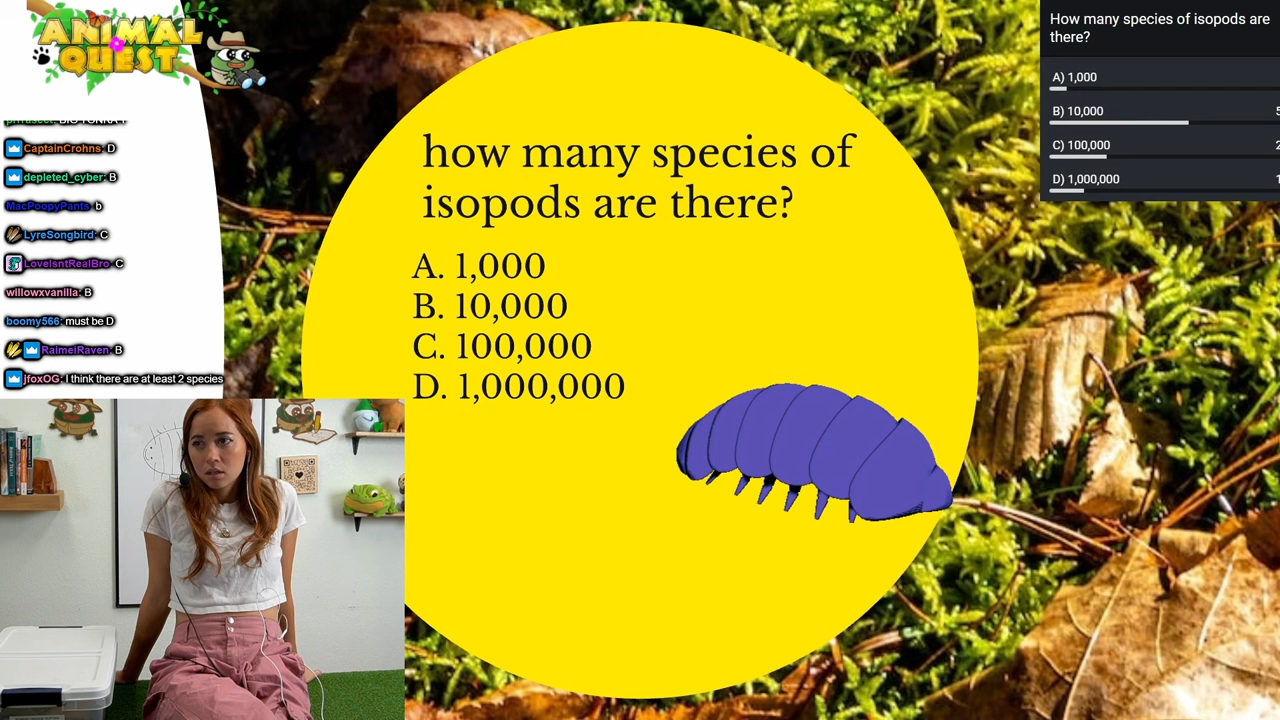 ANIMAL
QUEST
CaptainCrohns: D
depleted_cyber: B
MacPoopyPants: b
LyreSongbird: C
LoveIsntRealBro: C
willowxvanilla: B
boomy566: must be D
RaimeiRaven: B
jfoxOG: I think there are at least 2 species
how many species of
isopods are there?
A. 1,000
B. 10,000
C. 100,000
D. 1,000,000
How many species of isopods are
there?
A) 1,000
B) 10,000
C) 100,000
D) 1,000,000